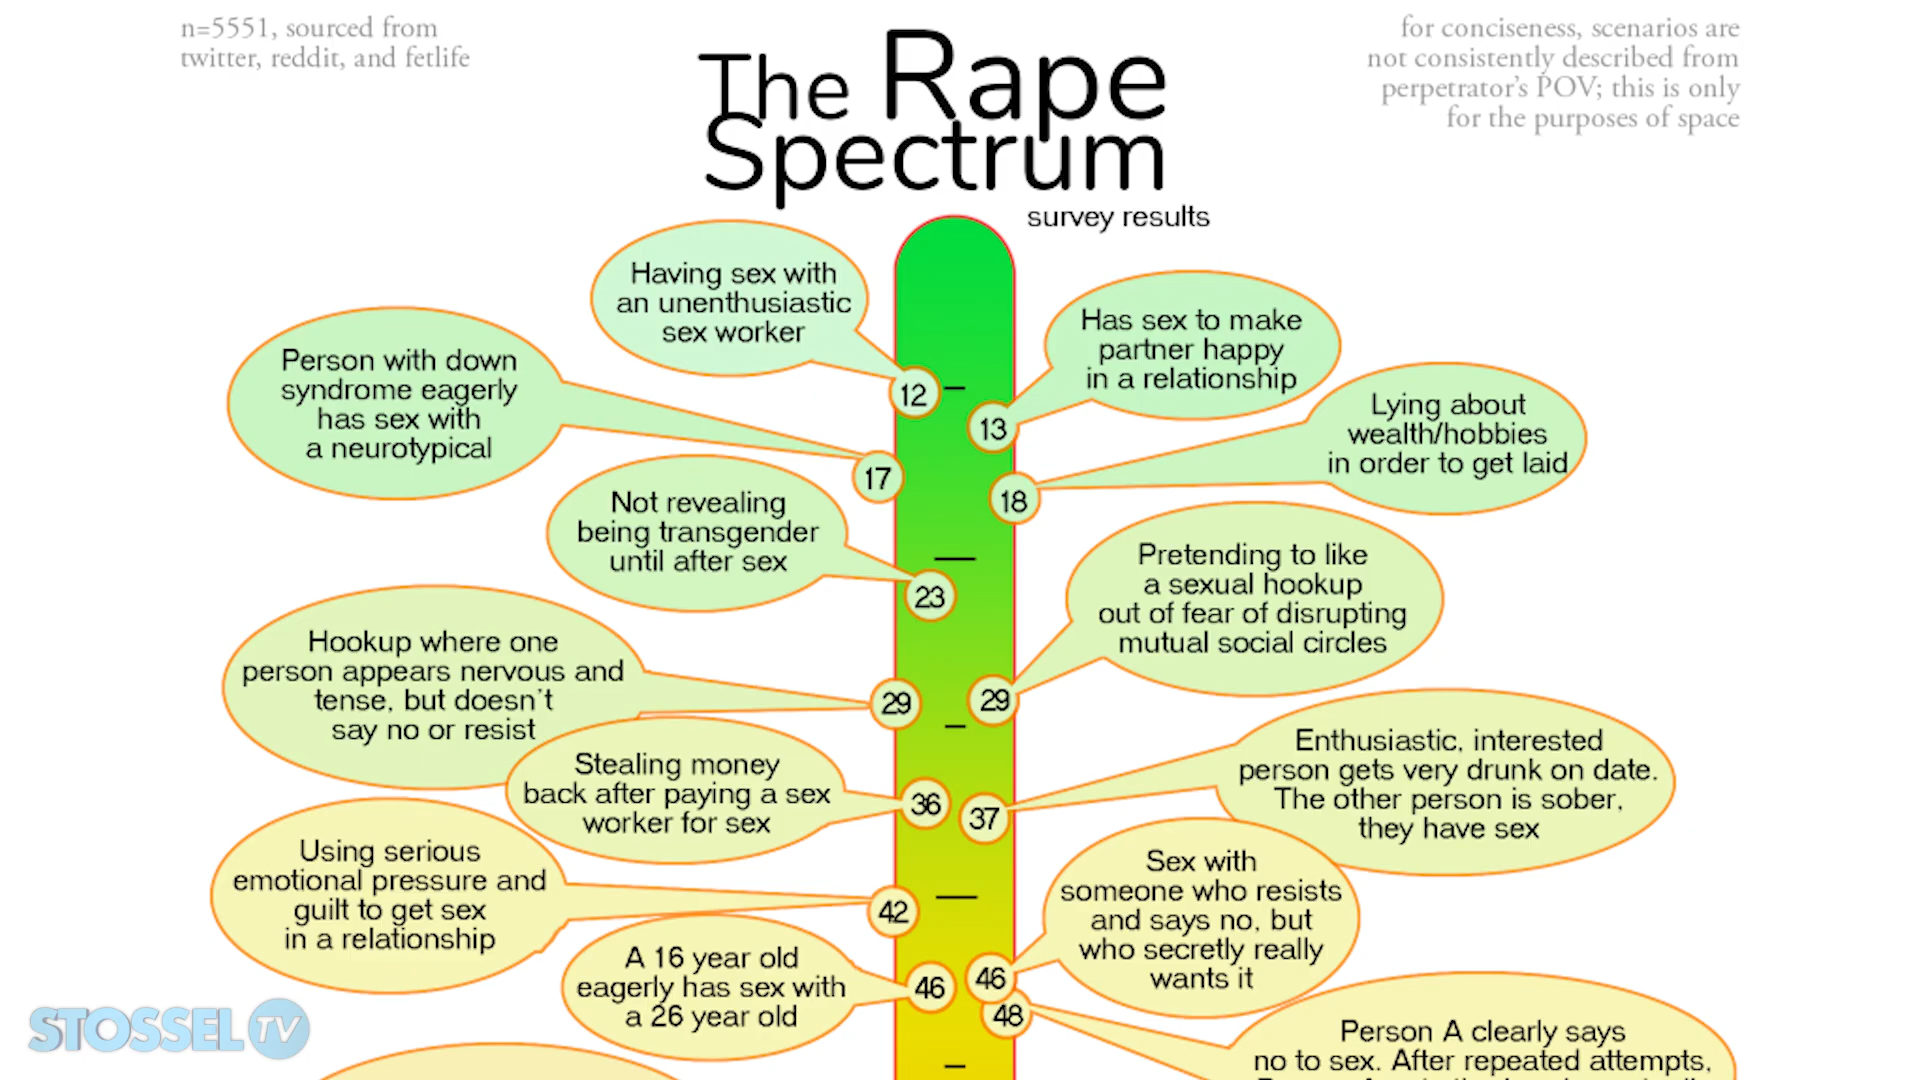 n=5551, sourced from
twitter, reddit, and fetlife
The Rape
Spectrum
survey results
for conciseness, scenarios are
not consistently described from
perpetrator's POV; this is only
for the purposes of space
Having sex with
an unenthusiastic
sex worker
12
Has sex to make
partner happy
in a relationship
13
Person with down
syndrome eagerly
has sex with
a neurotypical
17
Lying about
wealth/hobbies
in order to get laid
18
Not revealing
being transgender
until after sex
23
Pretending to like
a sexual hookup
out of fear of disrupting
mutual social circles
29
Hookup where one
person appears nervous and
tense, but doesn't
say no or resist
29
Stealing money
back after paying a sex
worker for sex
36
Enthusiastic, interested
person gets very drunk on date.
The other person is sober,
they have sex
37
Using serious
emotional pressure and
guilt to get sex
in a relationship
42
Sex with
someone who resists
and says no, but
who secretly really
wants it
46
A 16 year old
eagerly has sex with
a 26 year old
46
48
Person A clearly says
no to sex. After repeated attempts,
STOSSEL TV